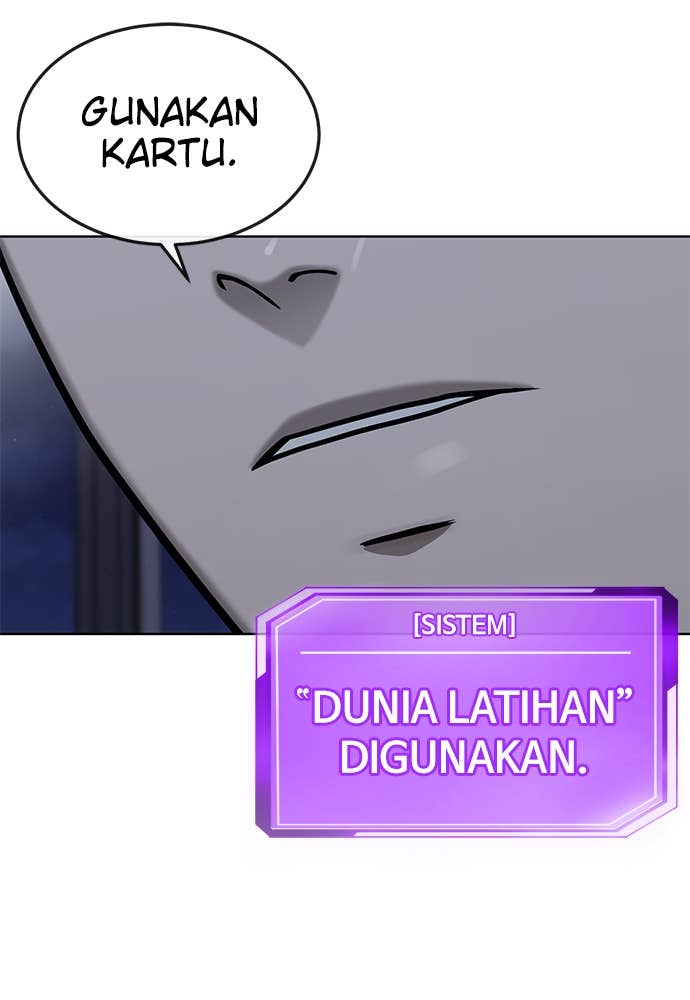 GUNAKAN
KARTU.
[SISTEM]
“DUNIA LATIHAN”
DIGUNAKAN.